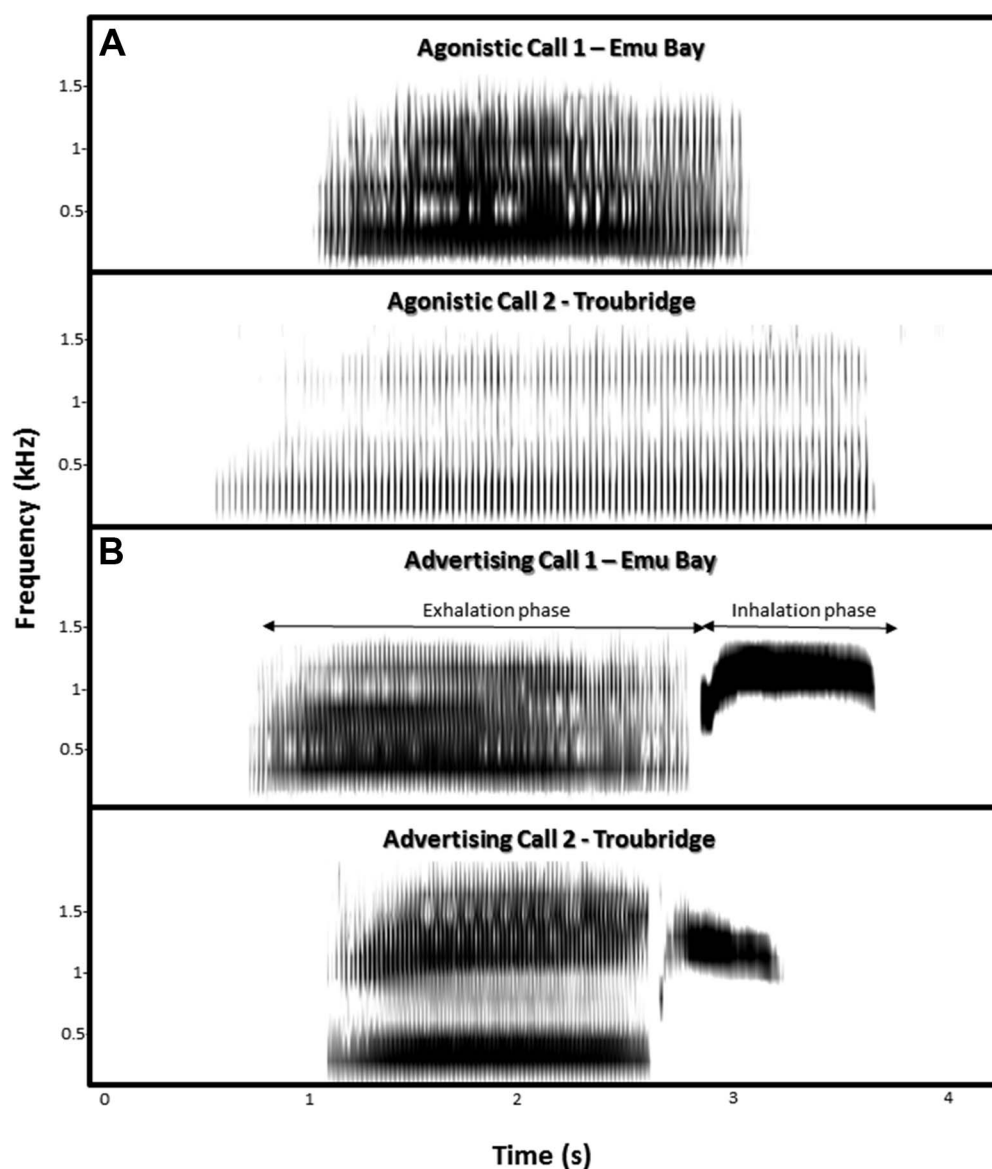 A
Agonistic Call 1 – Emu Bay
1.5
1
0.5
Agonistic Call 2 - Troubridge
1.5
1
0.5
Frequency (kHz)
B
Advertising Call 1 – Emu Bay
Exhalation phase
Inhalation phase
1.5
1
0.5
Advertising Call 2 - Troubridge
1.5
1
0.5
0 1 2 3 4
Time (s)